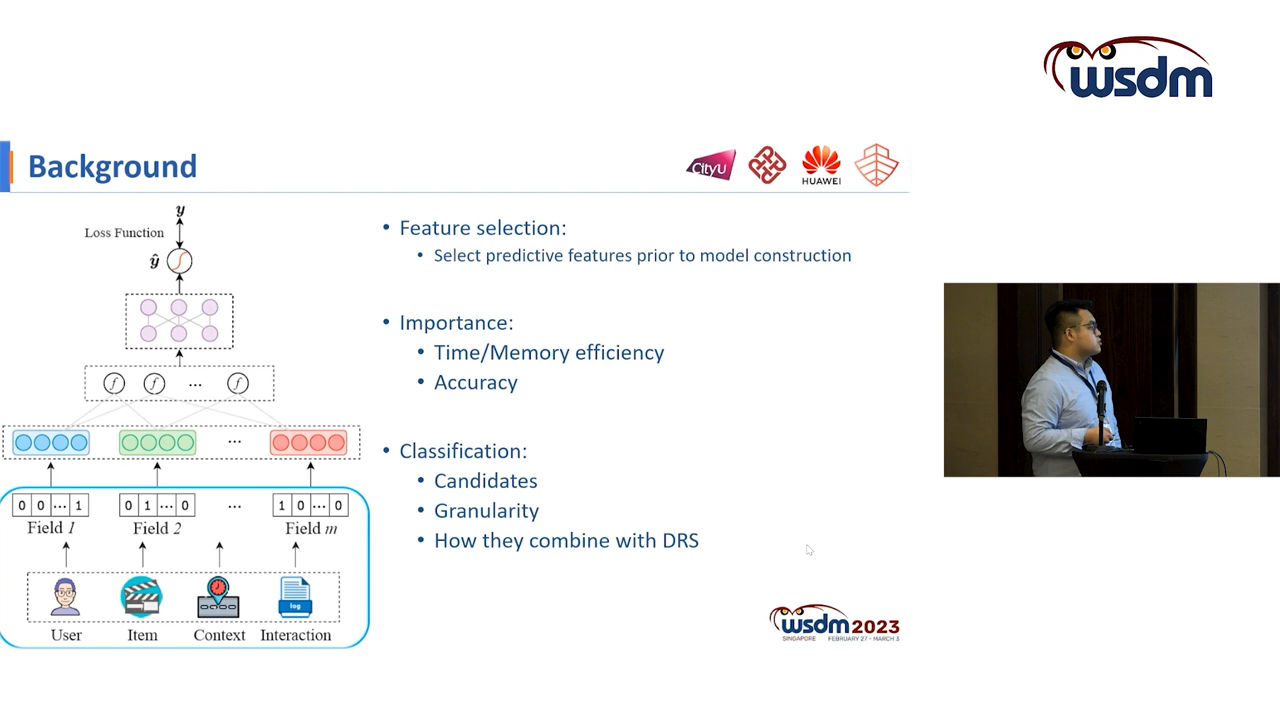 wsdm
Background
CityU
HUAWEI
y
Loss Function
ŷ
f f ... f
...
0 0 ... 1
0 1 ... 0
...
1 0 ... 0
Field 1
Field 2
Field m
log
User
Item
Context
Interaction
• Feature selection:
• Select predictive features prior to model construction
• Importance:
• Time/Memory efficiency
• Accuracy
• Classification:
• Candidates
• Granularity
• How they combine with DRS
wsdm2023
SINGAPORE FEBRUARY 27 - MARCH 3